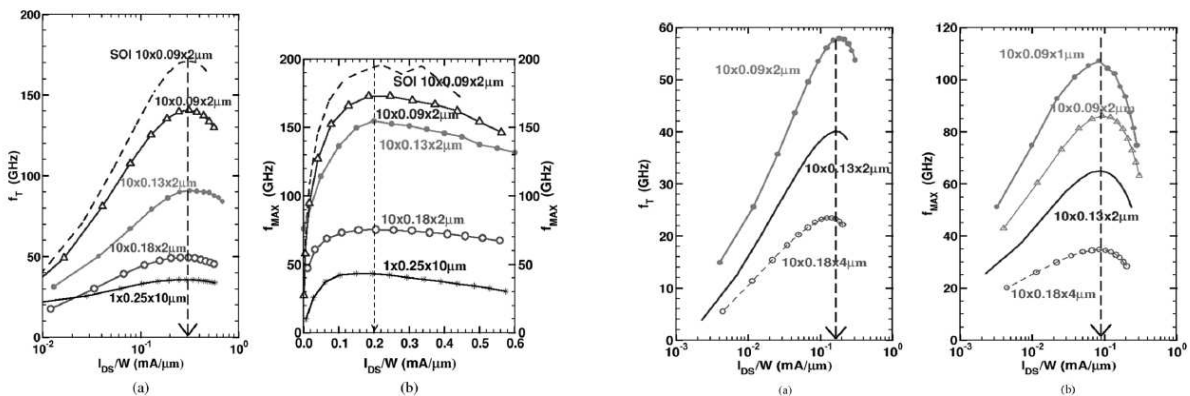 200
150
100
50
0
f_T (GHz)
SOI 10x0.09x2μm
10x0.09x2μm
10x0.13x2μm
10x0.18x2μm
1x0.25x10μm
10^-2 10^-1 10^0
I_DS/W (mA/μm)
(a)
200
150
100
50
0
f_MAX (GHz)
SOI 10x0.09x2μm
10x0.09x2μm
10x0.13x2μm
10x0.18x2μm
1x0.25x10μm
200
150
100
50
0
f_MAX (GHz)
0.0 0.1 0.2 0.3 0.4 0.5 0.6
I_DS/W (mA/μm)
(b)
60
50
40
30
20
10
0
f_T (GHz)
10x0.09x2μm
10x0.13x2μm
10x0.18x4μm
10^-3 10^-2 10^-1 10^0
I_DS/W (mA/μm)
(a)
120
100
80
60
40
20
0
f_MAX (GHz)
10x0.09x1μm
10x0.09x2μm
10x0.13x2μm
10x0.18x4μm
10^-3 10^-2 10^-1 10^0
I_DS/W (mA/μm)
(b)